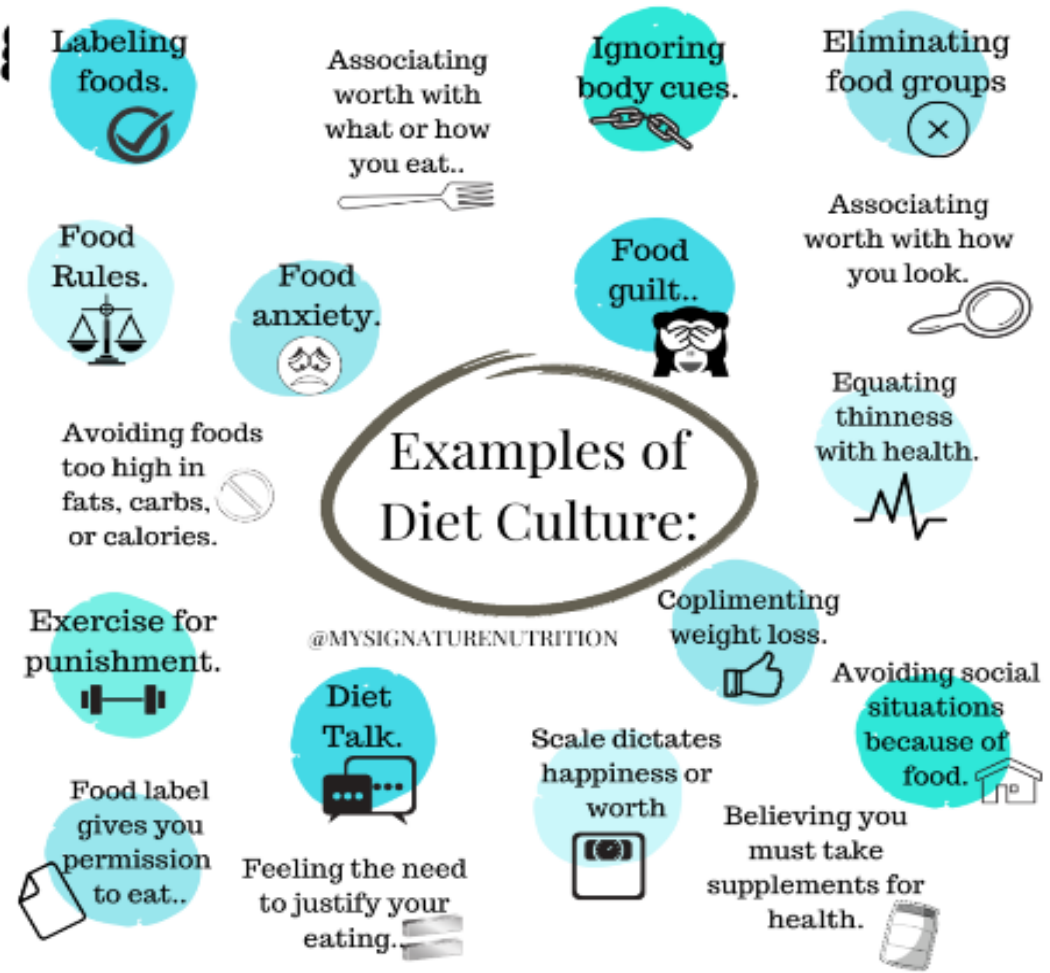 Labeling
foods.
Associating
worth with
what or how
you eat..
Ignoring
body cues.
Eliminating
food groups
Food
Rules.
Food
anxiety.
Food
guilt..
Associating
worth with how
you look.
Avoiding foods
too high in
fats, carbs,
or calories.
Examples of
Diet Culture:
Equating
thinness
with health.
Exercise for
punishment.
@MYSIGNATURENUTRITION
Coplimenting
weight loss.
Diet
Talk.
Scale dictates
happiness or
worth
Avoiding social
situations
because of
food.
Food label
gives you
permission
to eat..
Feeling the need
to justify your
eating..
Believing you
must take
supplements for
health.